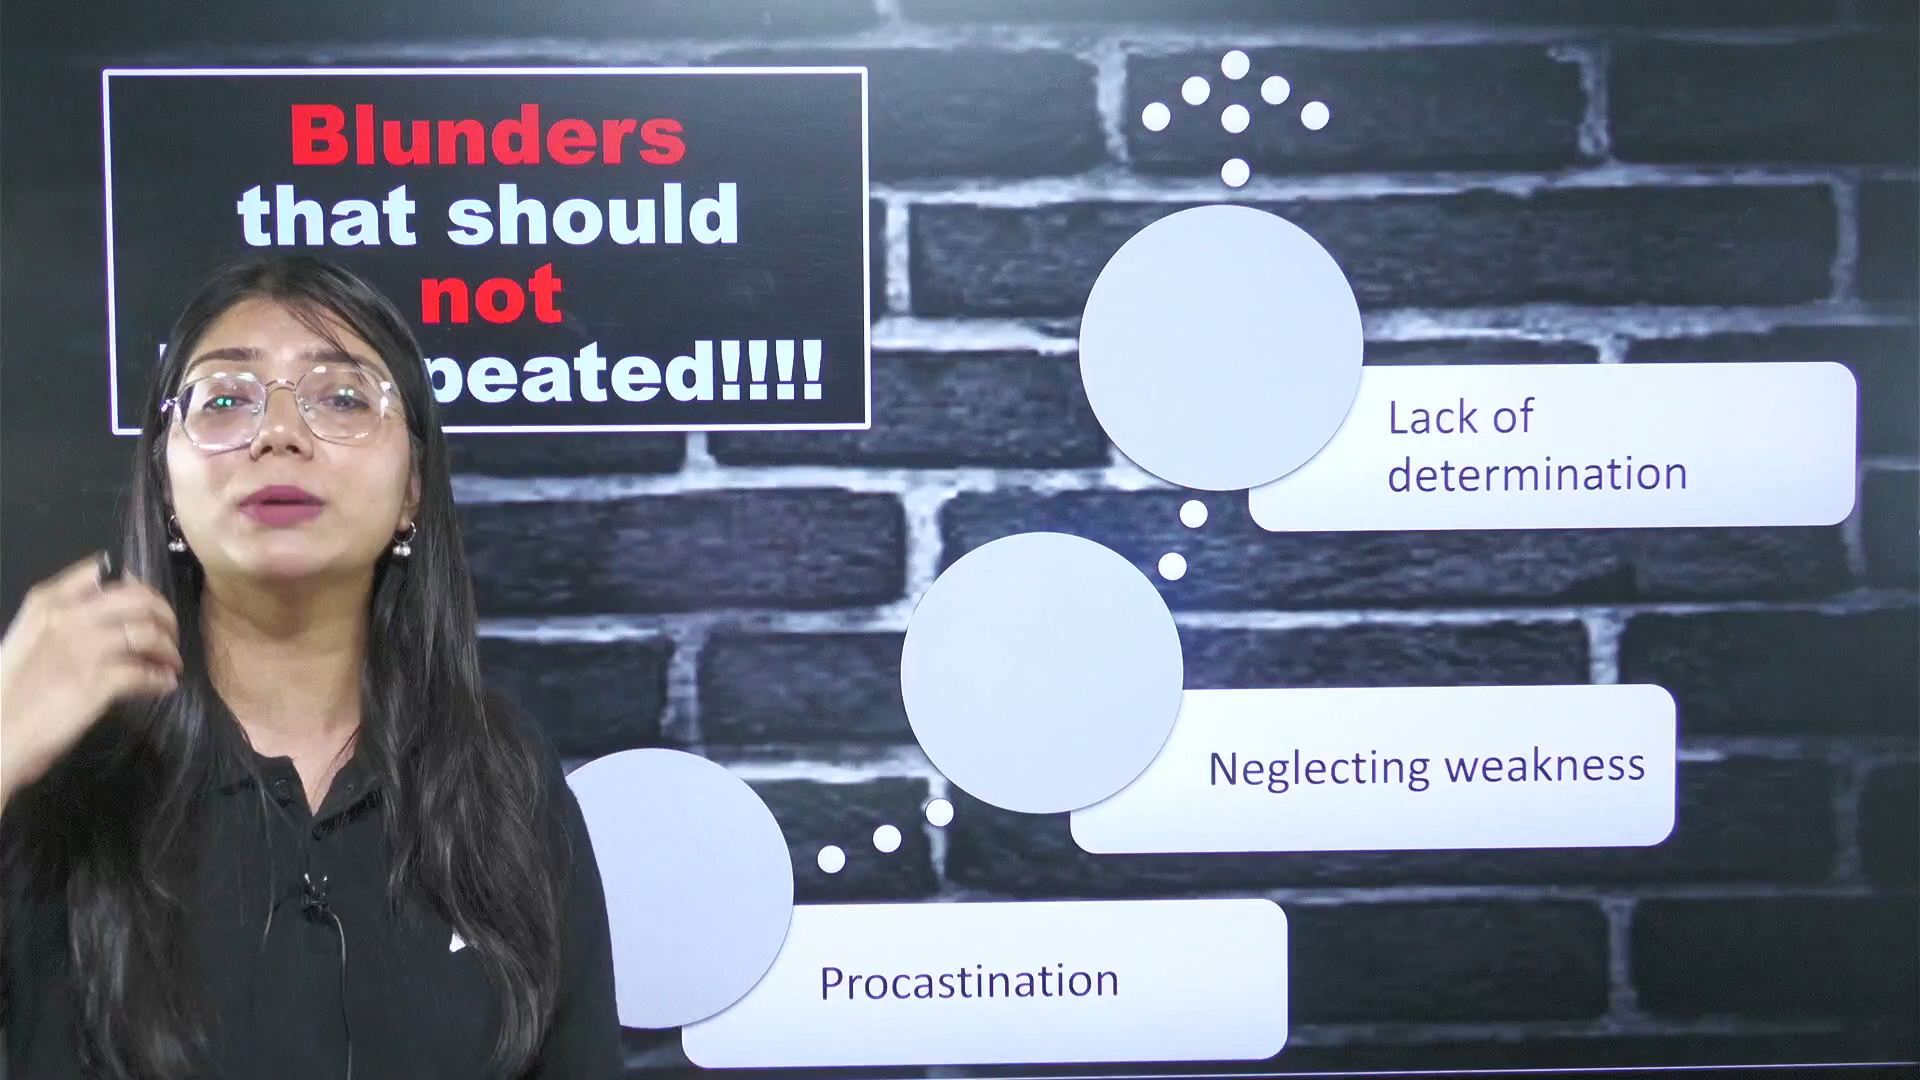 Blunders
that should
not
peated!!!!
Lack of
determination
Neglecting weakness
Procastination